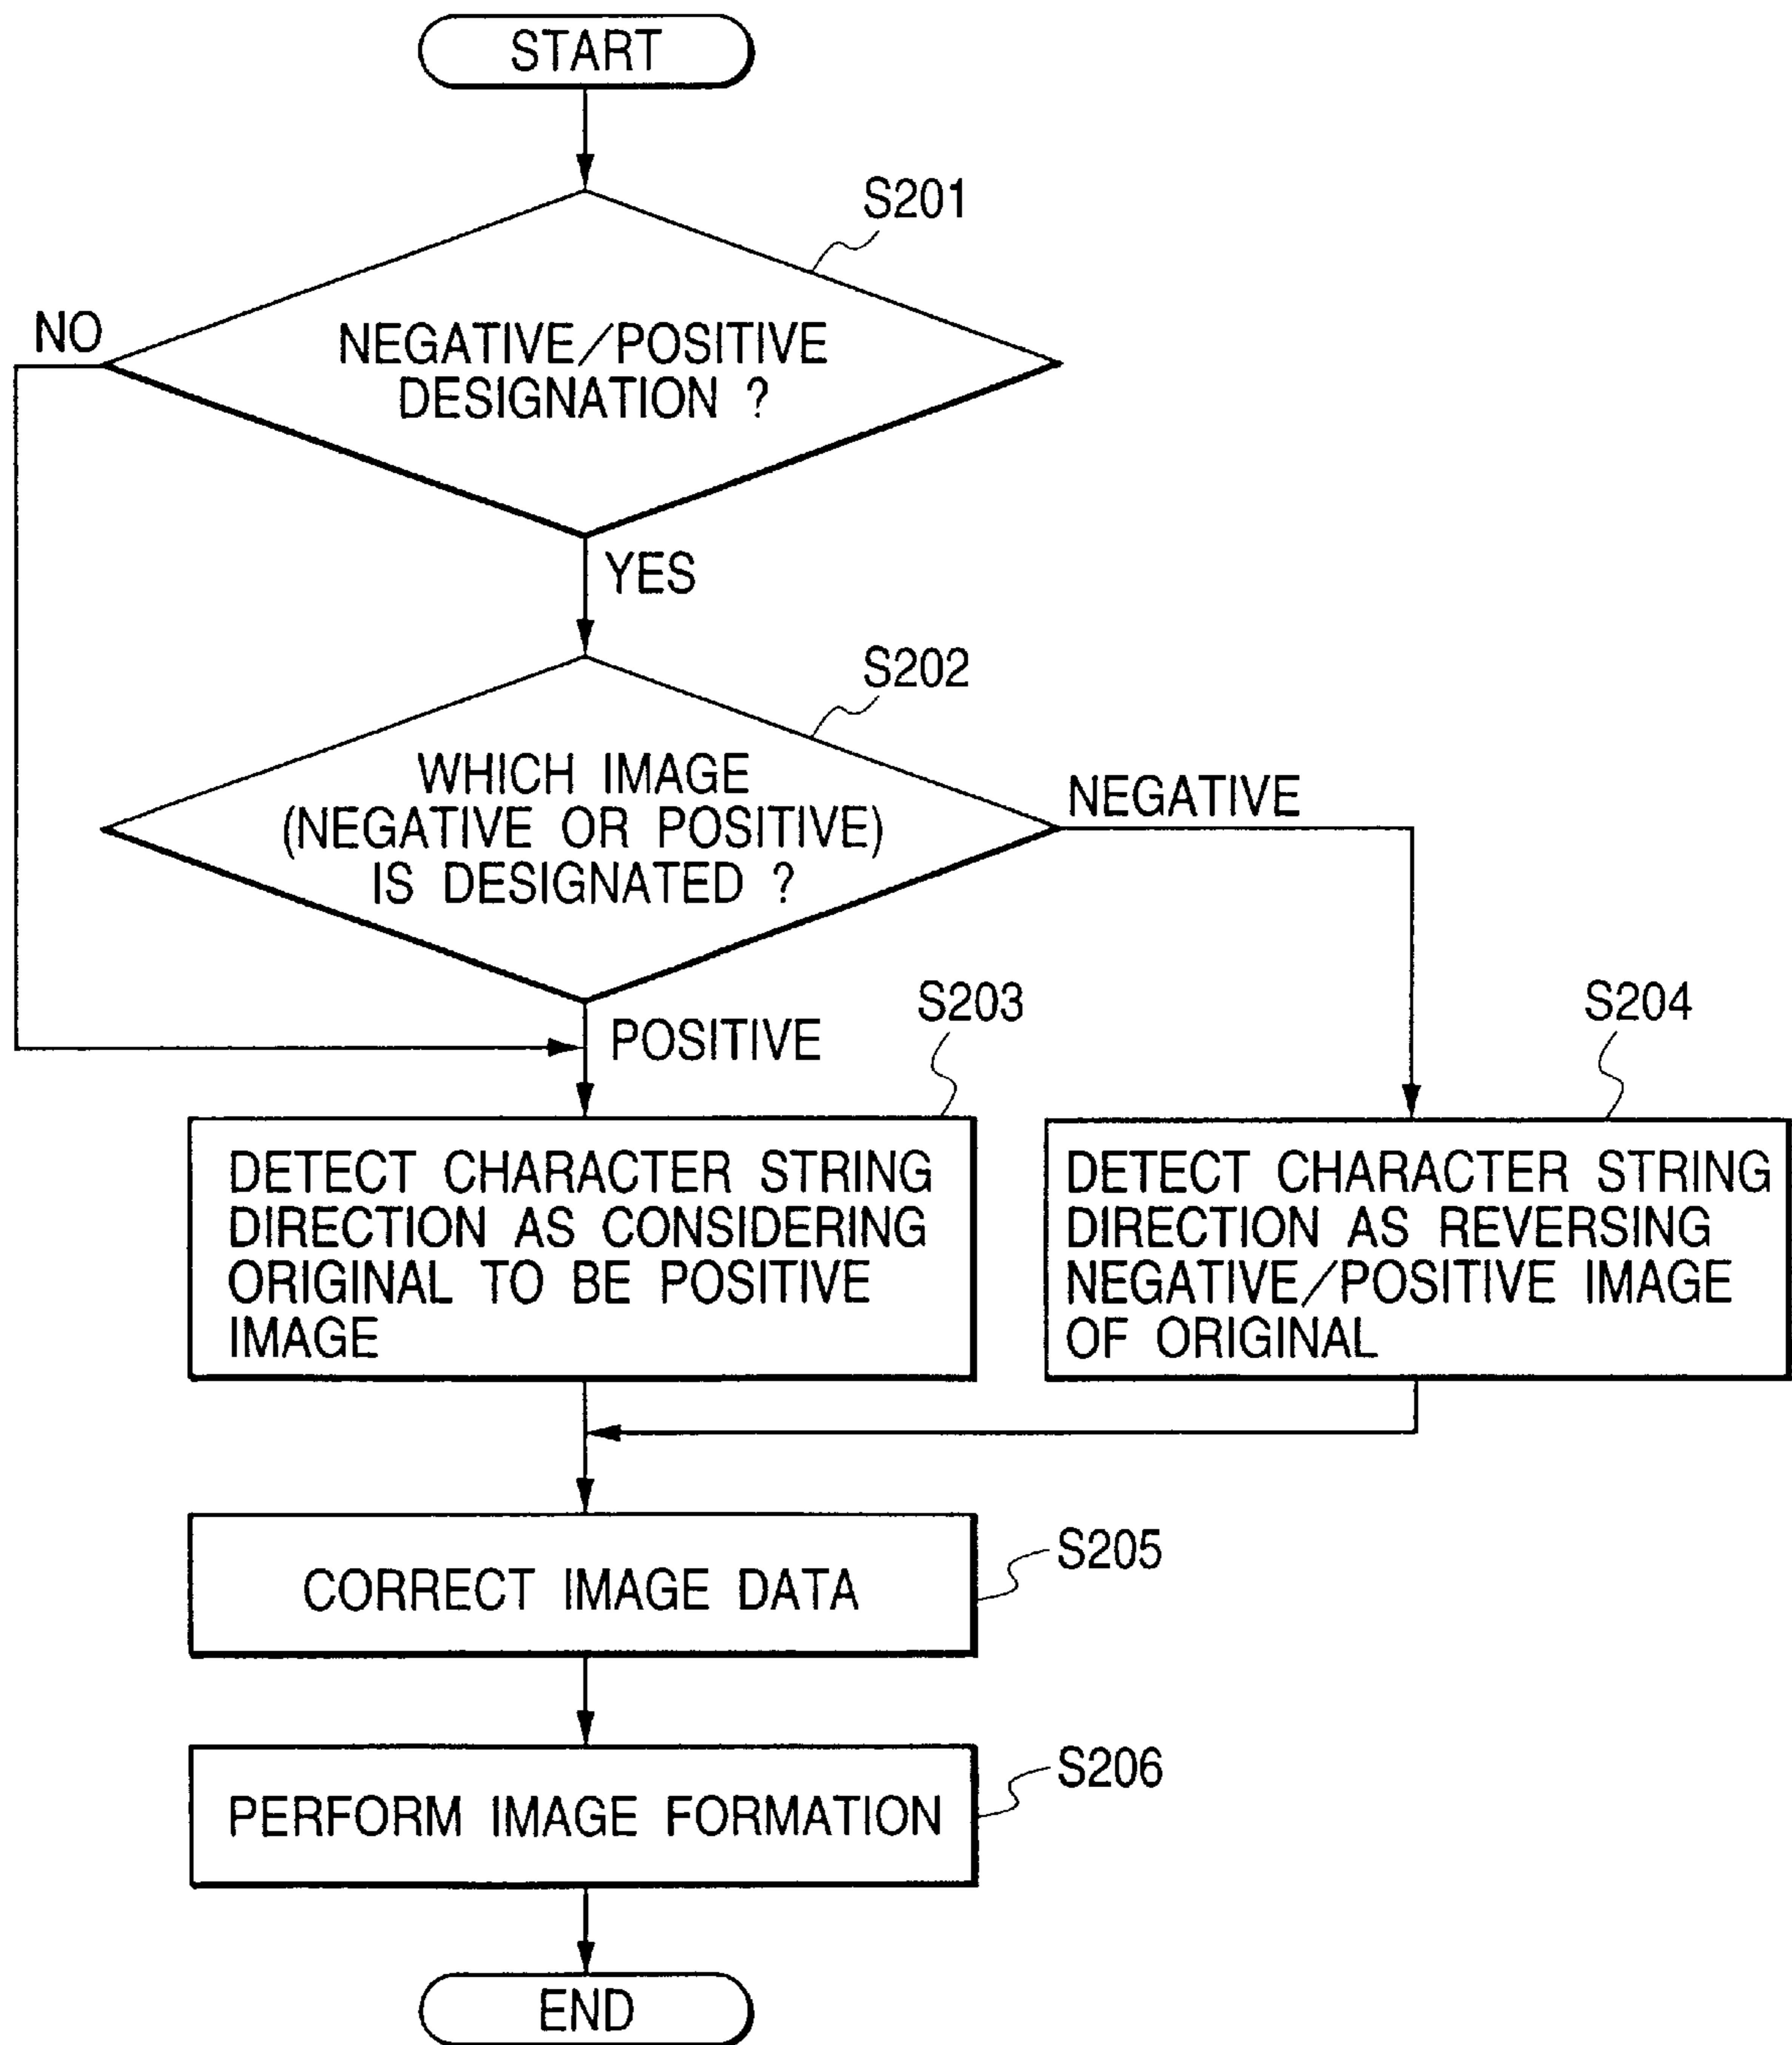 START
S201
NO
NEGATIVE/POSITIVE
DESIGNATION ?
YES
S202
WHICH IMAGE
(NEGATIVE OR POSITIVE)
IS DESIGNATED ?
NEGATIVE
POSITIVE
S203
DETECT CHARACTER STRING
DIRECTION AS CONSIDERING
ORIGINAL TO BE POSITIVE
IMAGE
S204
DETECT CHARACTER STRING
DIRECTION AS REVERSING
NEGATIVE/POSITIVE IMAGE
OF ORIGINAL
CORRECT IMAGE DATA
S205
PERFORM IMAGE FORMATION
S206
END